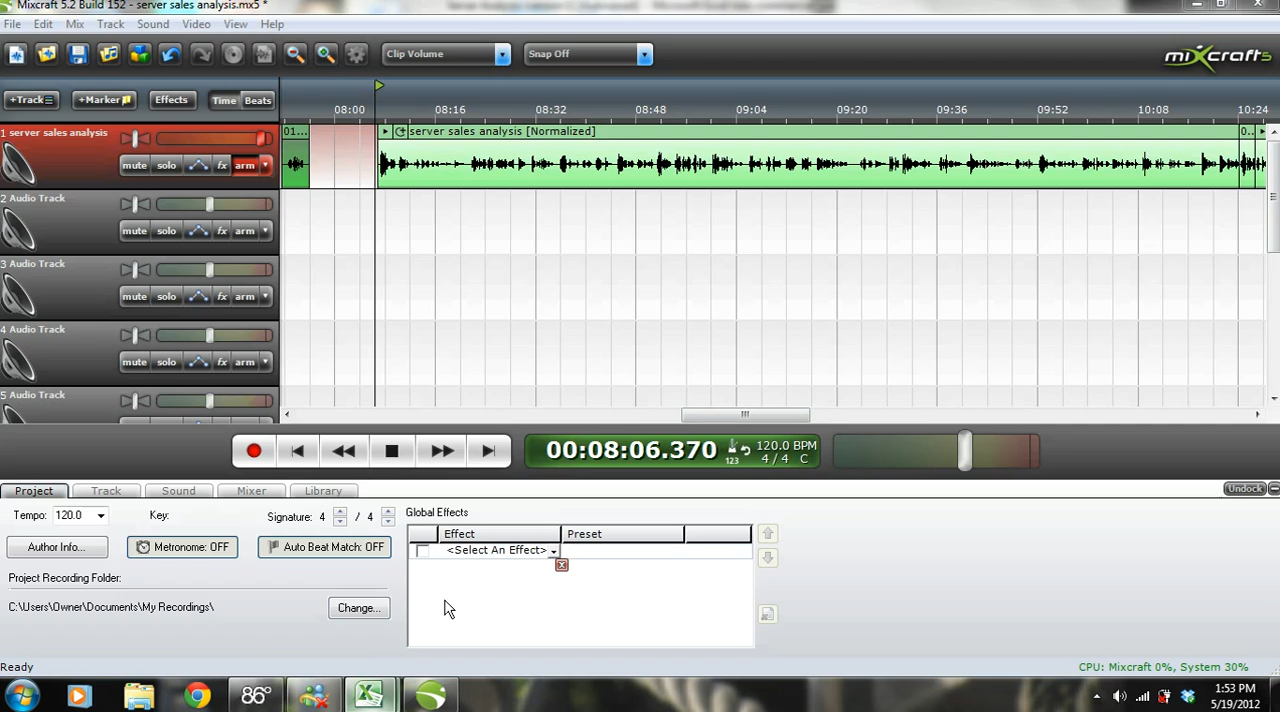 Mixcraft 5.2 Build 152 - server sales analysis.mx5 *
File Edit Mix Track Sound Video View Help
Clip Volume Snap Off mixcraft5
+Track +Marker Effects Time Beats
08:00 08:16 08:32 08:48 09:04 09:20 09:36 09:52 10:08 10:24
1 server sales analysis
01... server sales analysis [Normalized] 0..
mute solo fx arm
2 Audio Track
mute solo fx arm
3 Audio Track
mute solo fx arm
4 Audio Track
mute solo fx arm
5 Audio Track
00:08:06.370 123 120.0 BPM
4 / 4 C
Project Track Sound Mixer Library Undock
Tempo: 120.0 Key: Signature: 4 / 4 Global Effects
Effect Preset
Author Info... Metronome: OFF Auto Beat Match: OFF <Select An Effect>
Project Recording Folder:
C:\Users\Owner\Documents\My Recordings\ Change...
Ready CPU: Mixcraft 0%, System 30%
86° 1:53 PM
5/19/2012